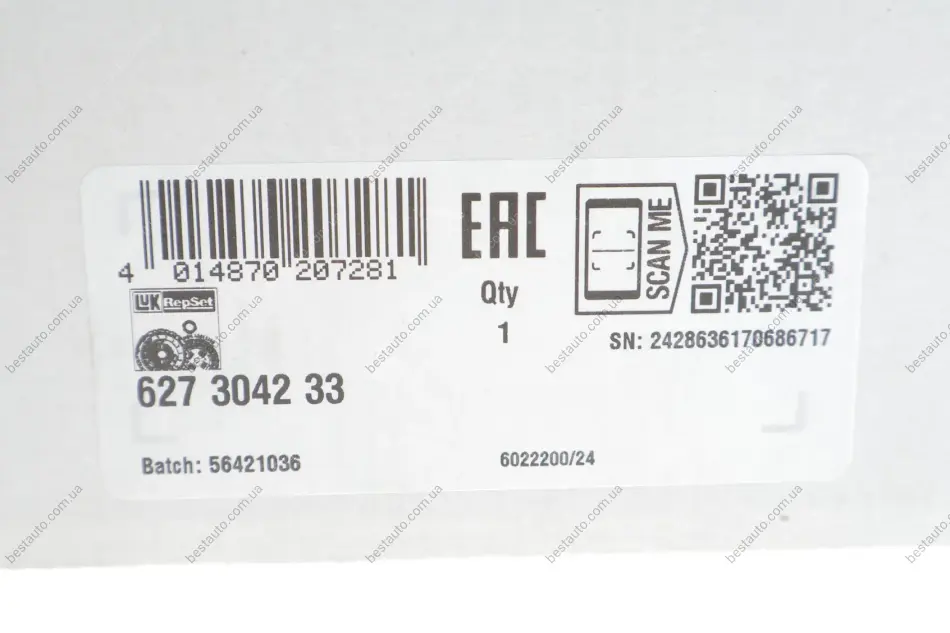 4 014870 207281
EAC
Qty
1
SCAN ME
SN: 2428636170686717
LUK RepSet
627 3042 33
Batch: 56421036
6022200/24
bestauto.com.ua